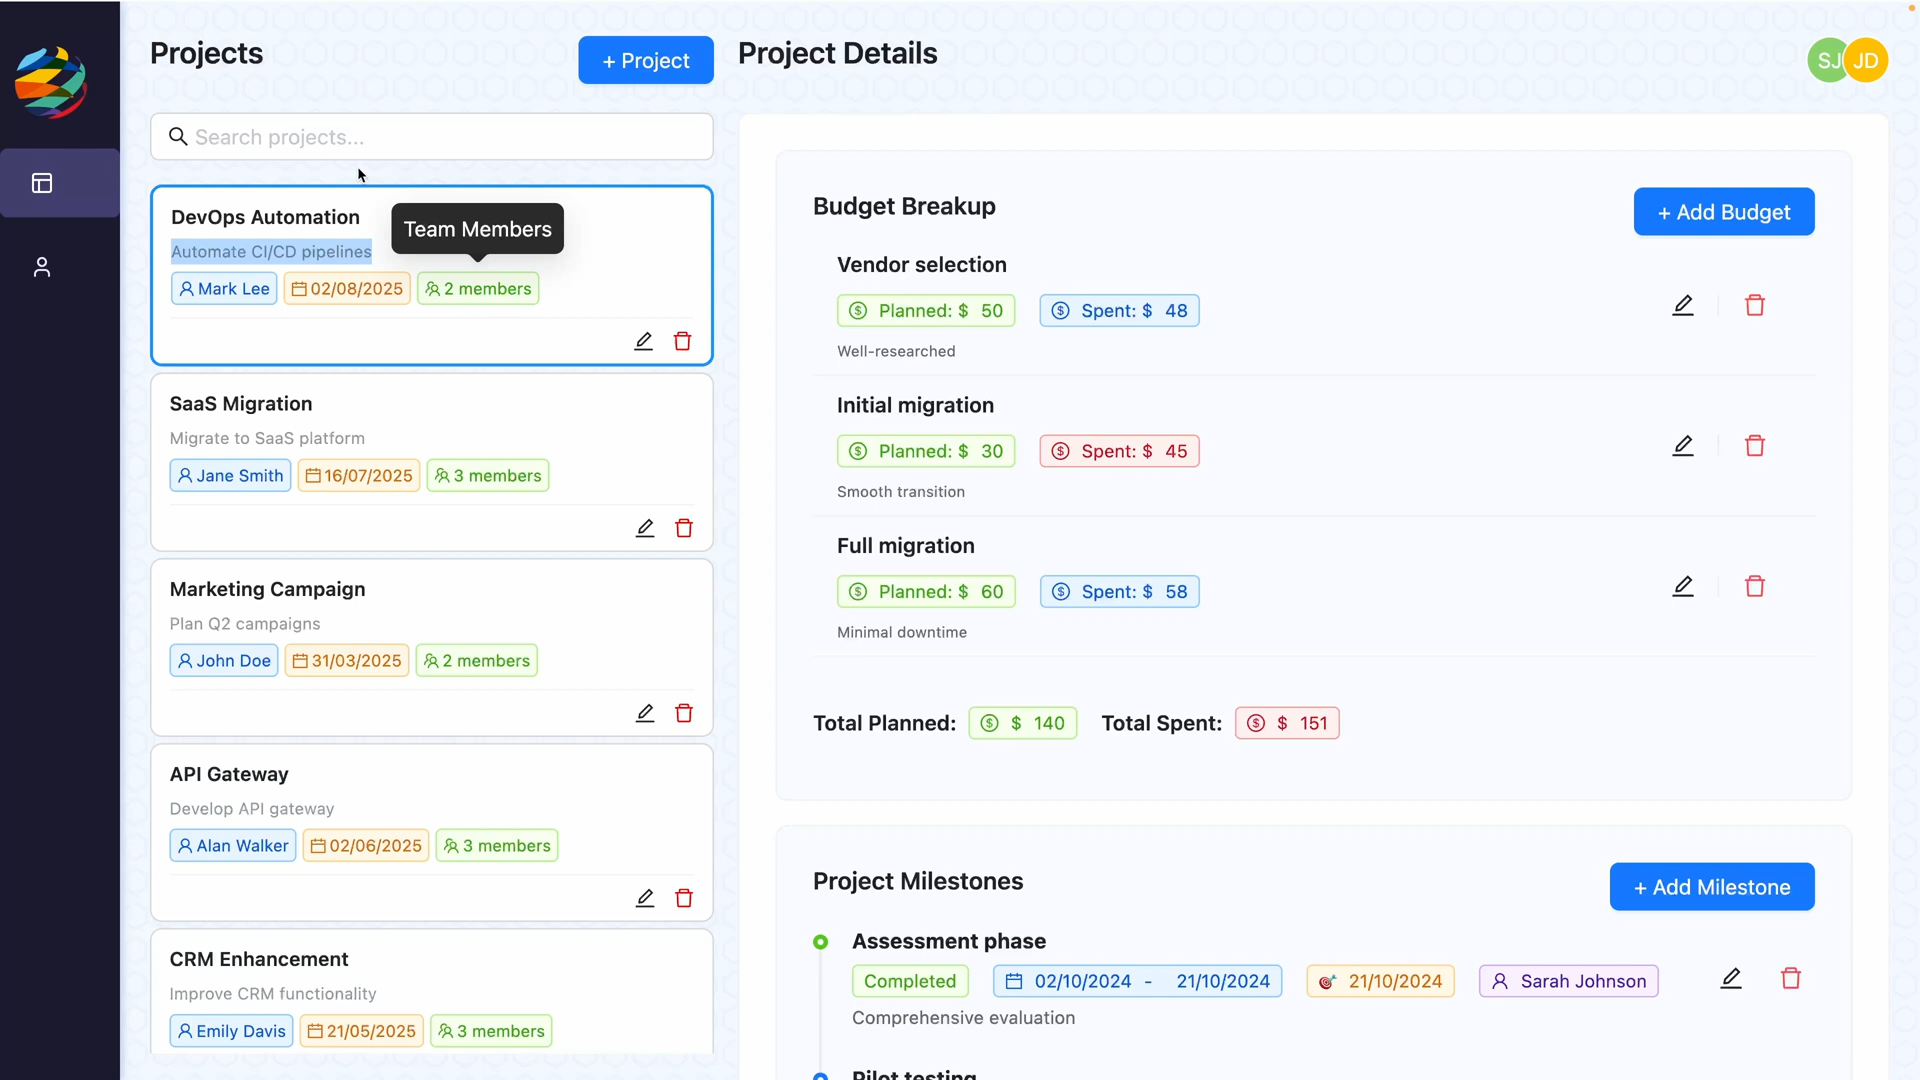 Projects
+ Project
Project Details
SJ
JD
Search projects...
DevOps Automation
Team Members
Automate CI/CD pipelines
Mark Lee 02/08/2025 2 members
SaaS Migration
Migrate to SaaS platform
Jane Smith 16/07/2025 3 members
Marketing Campaign
Plan Q2 campaigns
John Doe 31/03/2025 2 members
API Gateway
Develop API gateway
Alan Walker 02/06/2025 3 members
CRM Enhancement
Improve CRM functionality
Emily Davis 21/05/2025 3 members
Budget Breakup
+ Add Budget
Vendor selection
Planned: $ 50 Spent: $ 48
Well-researched
Initial migration
Planned: $ 30 Spent: $ 45
Smooth transition
Full migration
Planned: $ 60 Spent: $ 58
Minimal downtime
Total Planned: $ 140 Total Spent: $ 151
Project Milestones
+ Add Milestone
Assessment phase
Completed 02/10/2024 - 21/10/2024 21/10/2024 Sarah Johnson
Comprehensive evaluation
Pilot testing